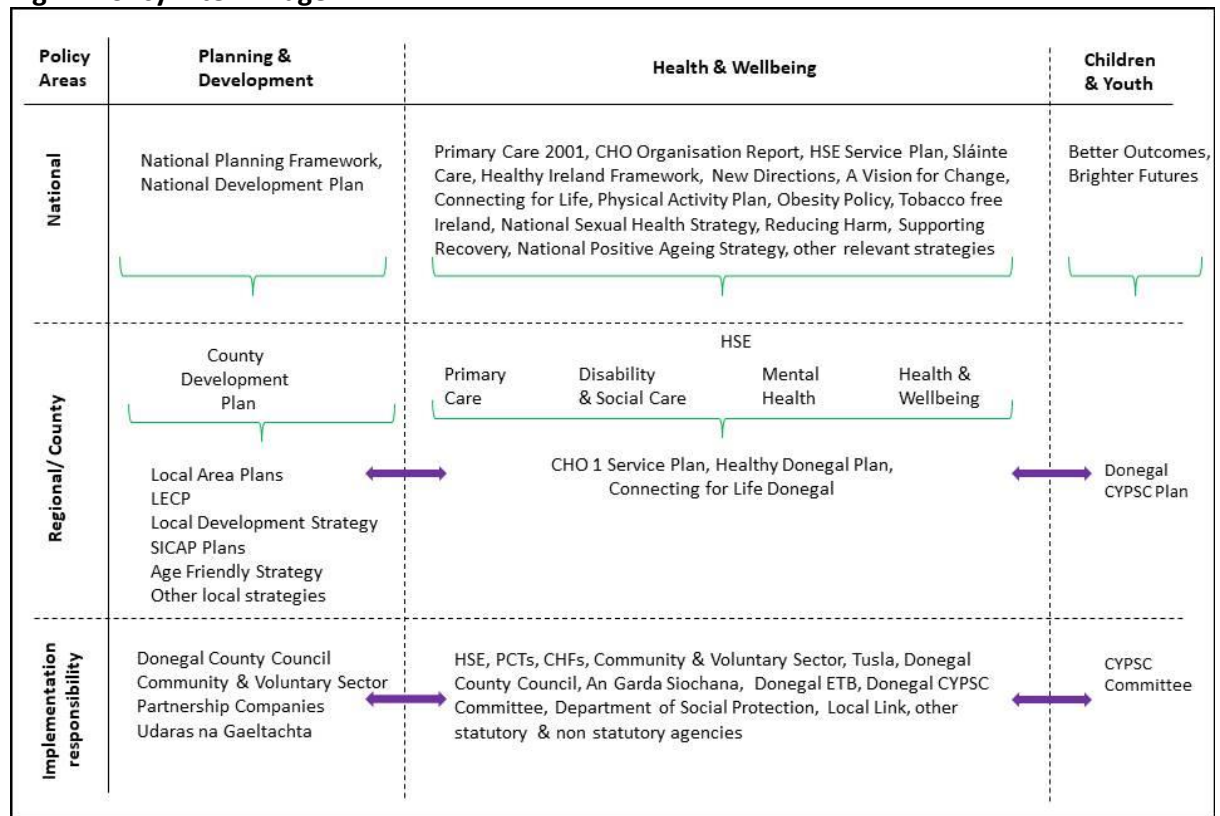 Policy Areas
Planning & Development
Health & Wellbeing
Children & Youth
National
National Planning Framework,
National Development Plan
Primary Care 2001, CHO Organisation Report, HSE Service Plan, Sláinte
Care, Healthy Ireland Framework, New Directions, A Vision for Change,
Connecting for Life, Physical Activity Plan, Obesity Policy, Tobacco free
Ireland, National Sexual Health Strategy, Reducing Harm, Supporting
Recovery, National Positive Ageing Strategy, other relevant strategies
Better Outcomes,
Brighter Futures
Regional/ County
County
Development
Plan
Local Area Plans
LECP
Local Development Strategy
SICAP Plans
Age Friendly Strategy
Other local strategies
HSE
Primary Care
Disability & Social Care
Mental Health
Health & Wellbeing
CHO 1 Service Plan, Healthy Donegal Plan,
Connecting for Life Donegal
Donegal
CYPSC Plan
Implementation
responsibility
Donegal County Council
Community & Voluntary Sector
Partnership Companies
Udaras na Gaeltachta
HSE, PCTs, CHFs, Community & Voluntary Sector, Tusla, Donegal
County Council, An Garda Siochana, Donegal ETB, Donegal CYPSC
Committee, Department of Social Protection, Local Link, other
statutory & non statutory agencies
CYPSC
Committee